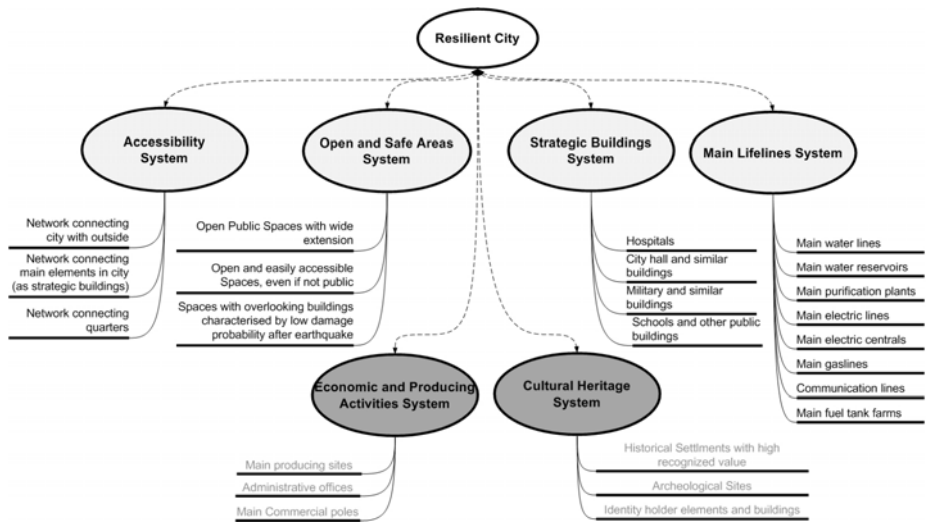 Resilient City
Accessibility
System
Network connecting
city with outside
Network connecting
main elements in city
(as strategic buildings)
Network connecting
quarters
Open and Safe Areas
System
Open Public Spaces with wide
extension
Open and easily accessible
Spaces, even if not public
Spaces with overlooking buildings
characterised by low damage
probability after earthquake
Strategic Buildings
System
Hospitals
City hall and similar
buildings
Military and similar
buildings
Schools and other public
buildings
Main Lifelines System
Main water lines
Main water reservoirs
Main purification plants
Main electric lines
Main electric centrals
Main gaslines
Communication lines
Main fuel tank farms
Economic and Producing
Activities System
Main producing sites
Administrative offices
Main Commercial poles
Cultural Heritage
System
Historical Settlments with high
recognized value
Archeological Sites
Identity holder elements and buildings